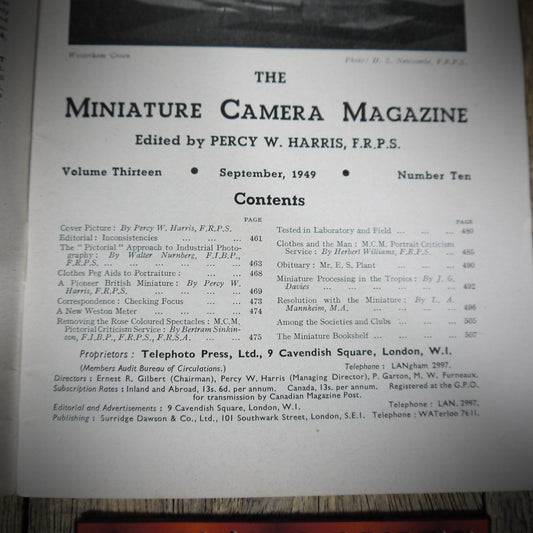 Westerham Green
Photo: H. S. Newcombe, F.R.P.S.
THE
MINIATURE CAMERA MAGAZINE
Edited by PERCY W. HARRIS, F.R.P.S.
Volume Thirteen • September, 1949 • Number Ten
Contents
PAGE
Cover Picture: By Percy W. Harris, F.R.P.S.
Editorial: Inconsistencies ... ... ... 461
The "Pictorial" Approach to Industrial Photo-
graphy: By Walter Nurnberg, F.I.B.P.,
F.R.P.S. ... ... ... ... ... 463
Clothes Peg Aids to Portraiture: ... ... 468
A Pioneer British Miniature: By Percy W.
Harris, F.R.P.S. ... ... ... ... 469
Correspondence: Checking Focus ... ... 473
A New Weston Meter ... ... ... ... 474
Removing the Rose Coloured Spectacles: M.C.M.
Pictorial Criticism Service: By Bertram Sinkin-
son, F.I.B.P., F.R.P.S., F.R.S.A. ... ... 475
PAGE
Tested in Laboratory and Field ... ... ... 480
Clothes and the Man: M.C.M. Portrait Criticism
Service: By Herbert Williams, F.R.P.S. ... 485
Obituary: Mr. E. S. Plant ... ... ... 490
Miniature Processing in the Tropics: By J. G.
Davies ... ... ... ... ... 492
Resolution with the Miniature: By L. A.
Mannheim, M.A. ... ... ... ... 496
Among the Societies and Clubs ... ... ... 505
The Miniature Bookshelf ... ... ... ... 507
Proprietors: Telephoto Press, Ltd., 9 Cavendish Square, London, W.1.
(Members Audit Bureau of Circulations.) Telephone: LANgham 2997.
Directors: Ernest R. Gilbert (Chairman), Percy W. Harris (Managing Director), P. Garton, M. W. Furneaux.
Subscription Rates: Inland and Abroad, 13s. 6d. per annum. Canada, 13s. per annum. Registered at the G.P.O.
for transmission by Canadian Magazine Post.
Editorial and Advertisements: 9 Cavendish Square, London, W.1. Telephone: LAN. 2997.
Publishing: Surridge Dawson & Co., Ltd., 101 Southwark Street, London, S.E.1 Telephone: WATerloo 7611.